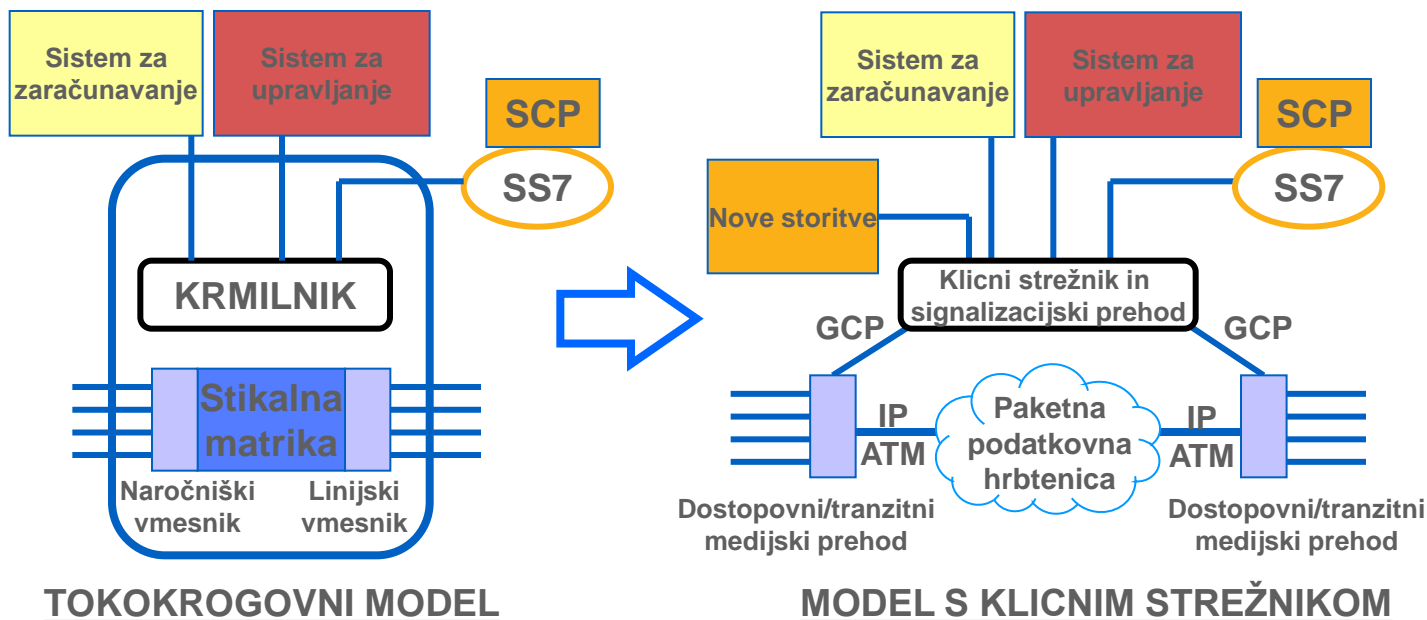 Sistem za
zaračunavanje
Sistem za
upravljanje
SCP
SS7
KRMILNIK
Stikalna
matrika
Naročniški
vmesnik
Linijski
vmesnik
TOKOKROGOVNI MODEL
Sistem za
zaračunavanje
Sistem za
upravljanje
SCP
SS7
Nove storitve
Klicni strežnik in
signalizacijski prehod
GCP
GCP
IP
ATM
Paketna
podatkovna
hrbtenica
IP
ATM
Dostopovni/tranzitni
medijski prehod
Dostopovni/tranzitni
medijski prehod
MODEL S KLICNIM STREŽNIKOM